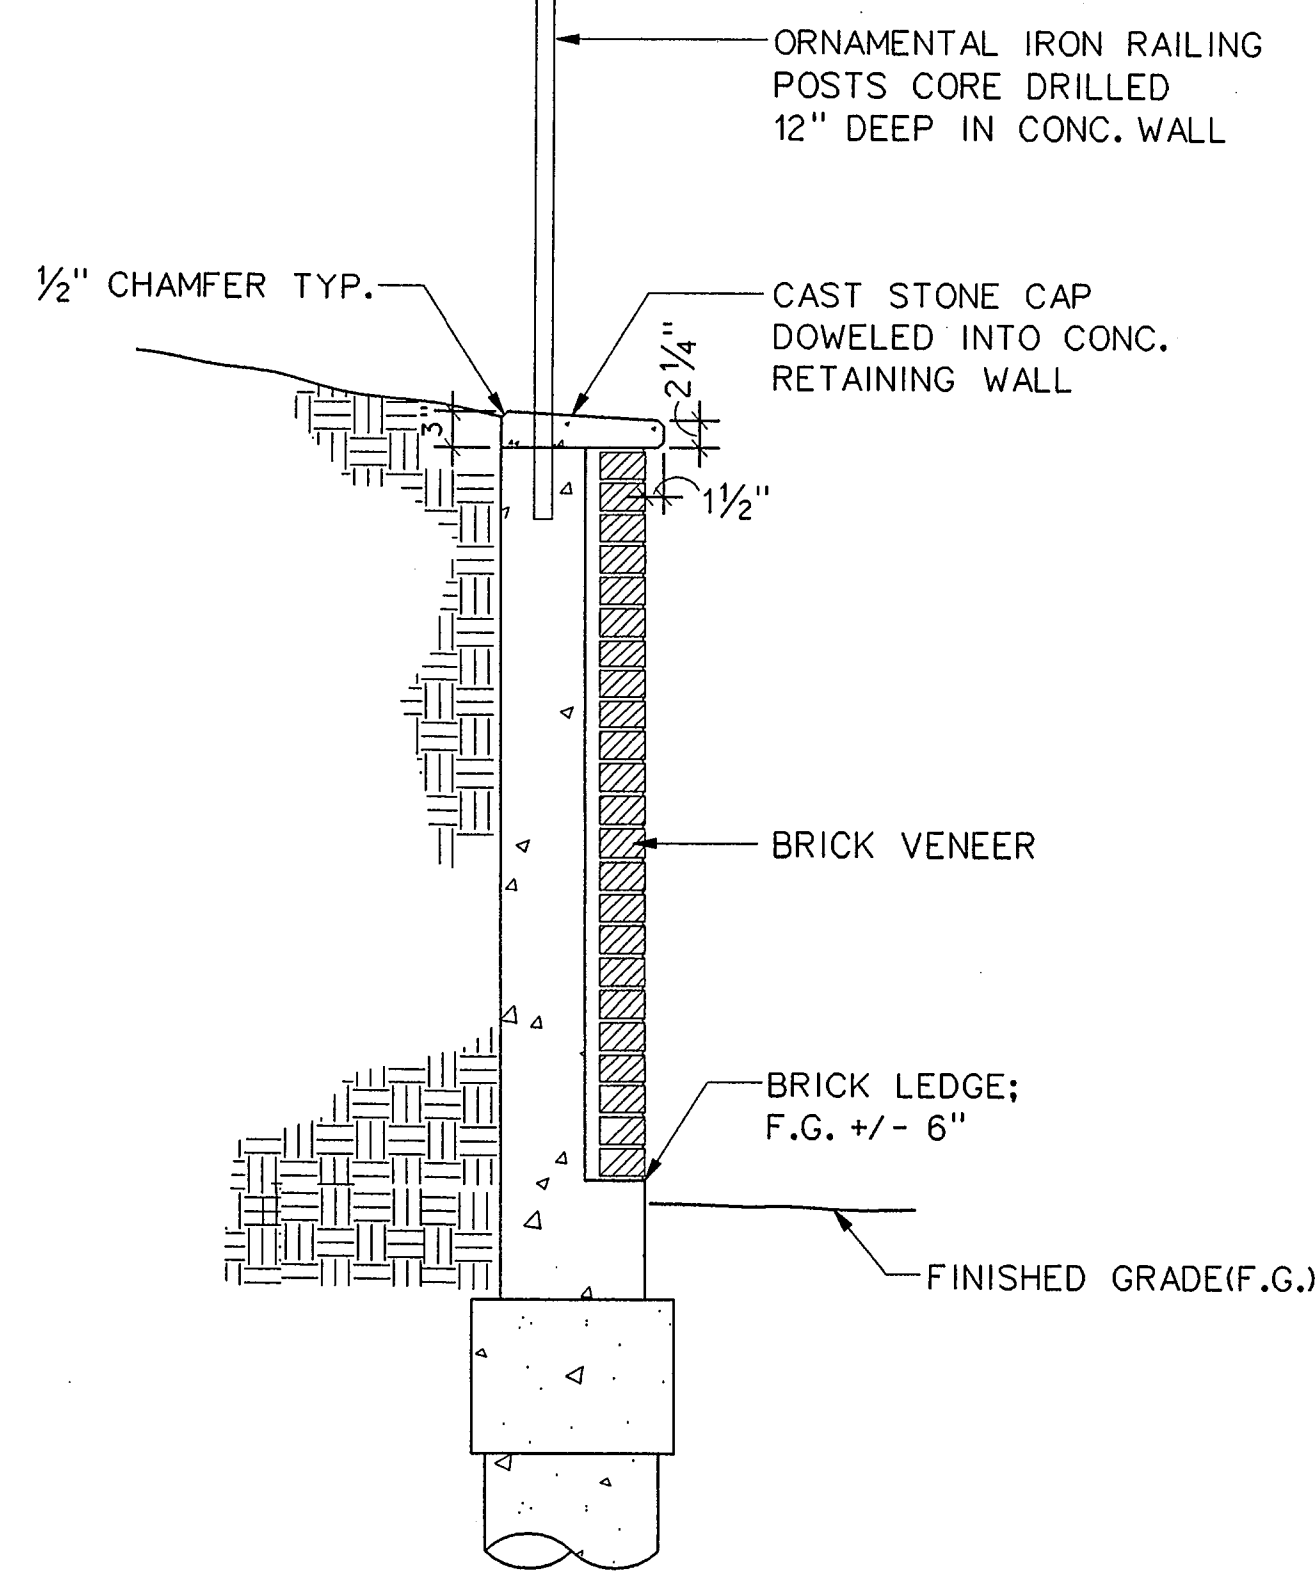 ORNAMENTAL IRON RAILING
POSTS CORE DRILLED
12" DEEP IN CONC. WALL
½" CHAMFER TYP.
CAST STONE CAP
DOWELED INTO CONC.
RETAINING WALL
2¼"
3"
1½"
BRICK VENEER
BRICK LEDGE;
F.G. +/- 6"
FINISHED GRADE(F.G.)